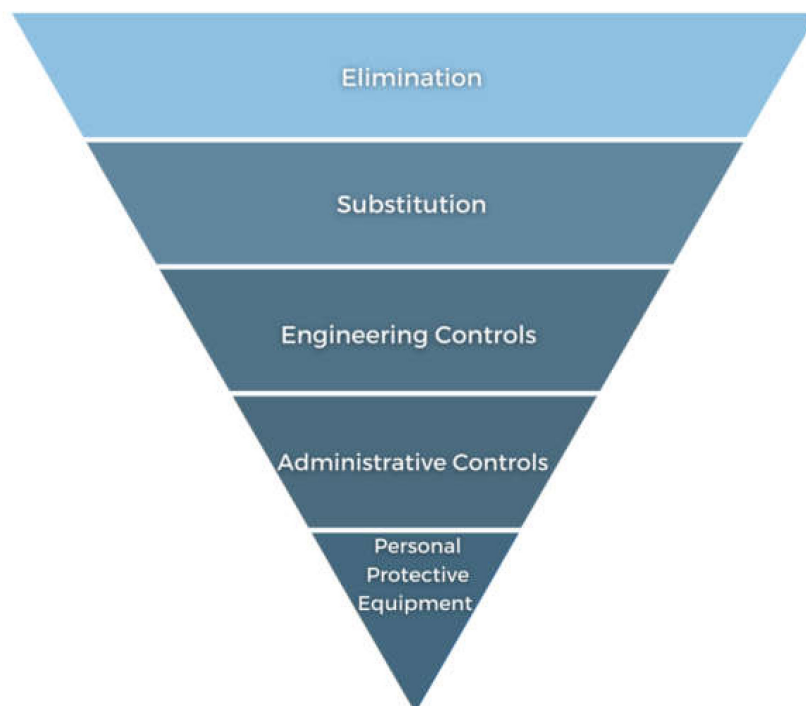 Elimination
Substitution
Engineering Controls
Administrative Controls
Personal
Protective
Equipment